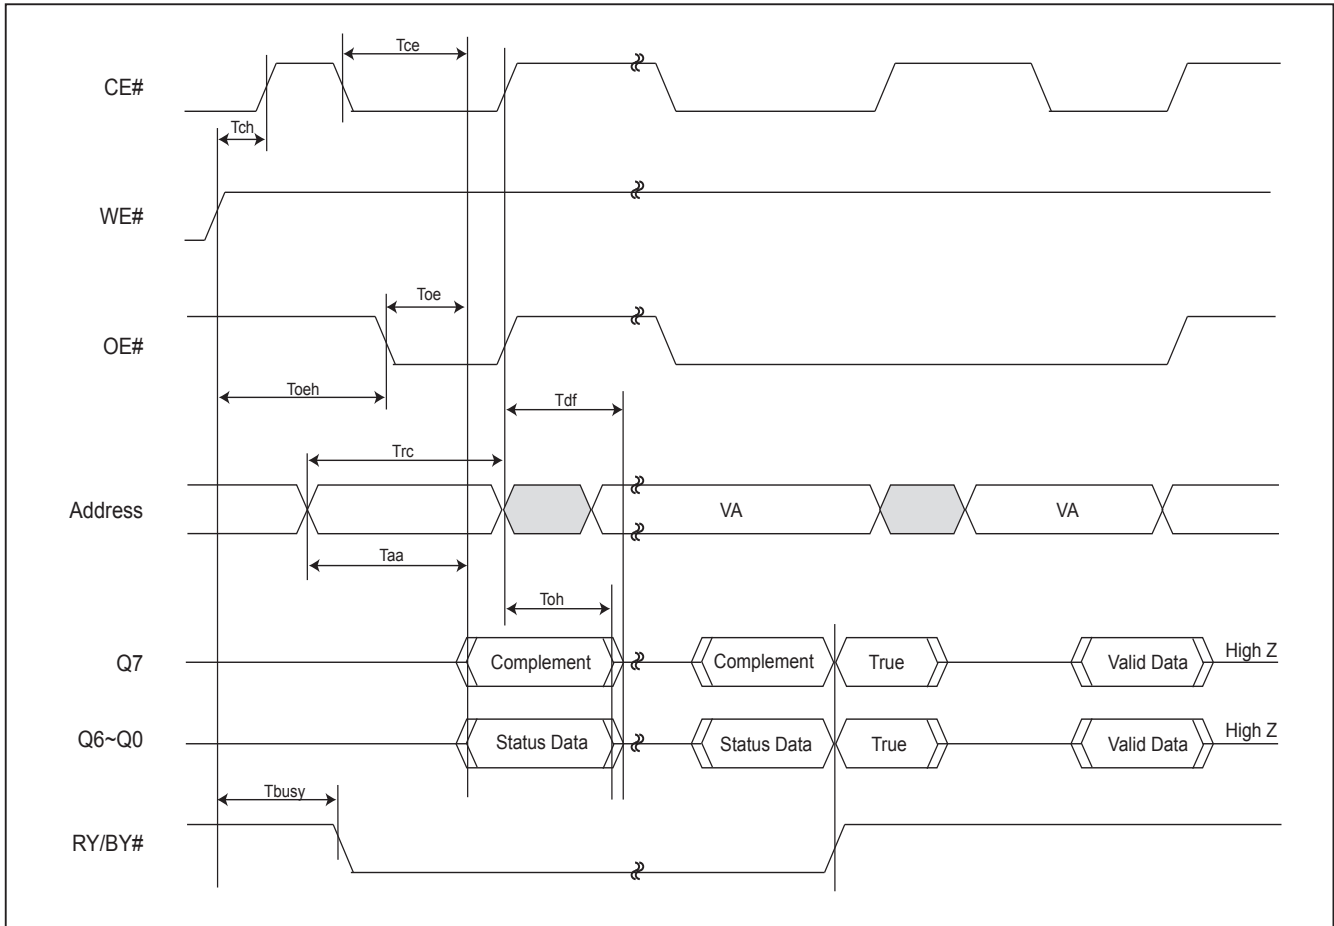 Tce
CE#
Tch
WE#
Toe
OE#
Toeh
Tdf
Trc
Address
VA
VA
Taa
Toh
Q7
Complement
Complement
True
Valid Data
High Z
Q6~Q0
Status Data
Status Data
True
Valid Data
High Z
Tbusy
RY/BY#